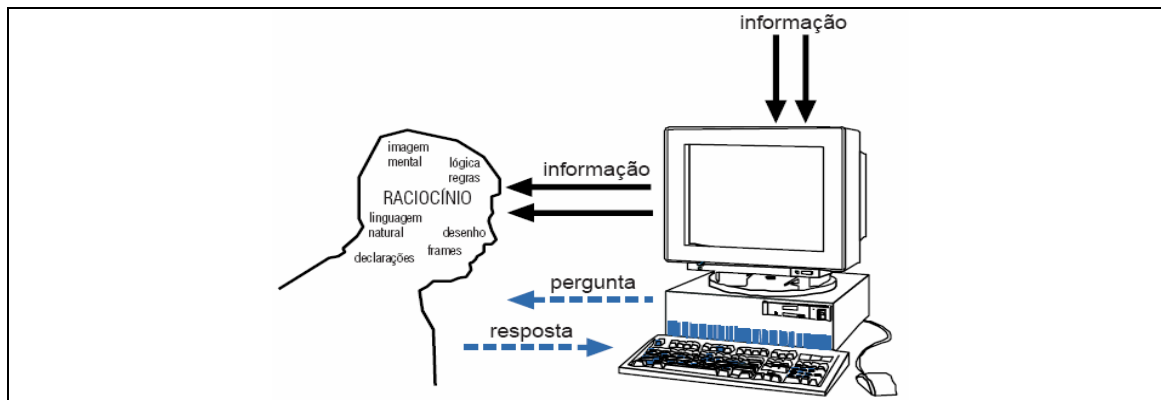 informação
imagem
mental
lógica
regras
RACIOCÍNIO
linguagem
natural
desenho
frames
declarações
informação
pergunta
resposta